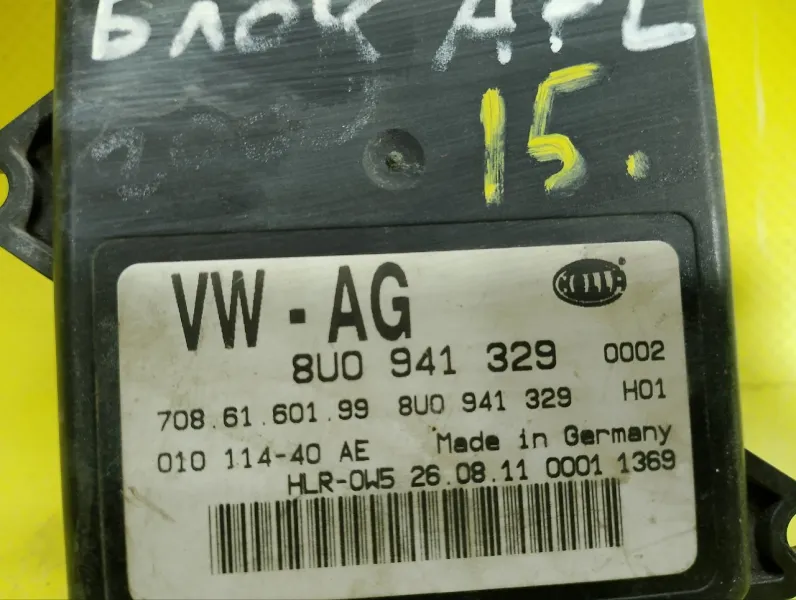 БЛОК AFL
15.
VW-AG
HELLA
8U0 941 329 0002
708.61.601.99 8U0 941 329 H01
010 114-40 AE Made in Germany
HLR-0W5 26.08.11 0001 1369